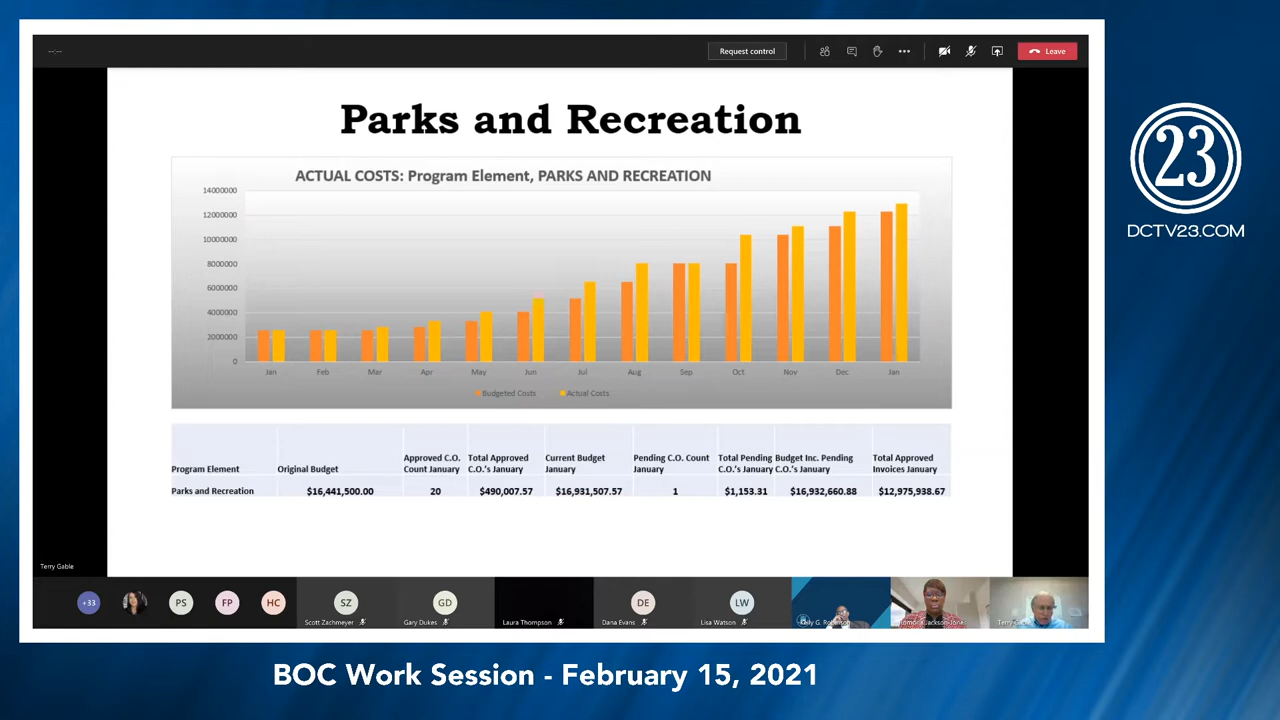 --:--
Request control
Leave
Parks and Recreation
ACTUAL COSTS: Program Element, PARKS AND RECREATION
14000000
12000000
10000000
8000000
6000000
4000000
2000000
0
Jan Feb Mar Apr May Jun Jul Aug Sep Oct Nov Dec Jan
Budgeted Costs Actual Costs
Approved C.O. Total Approved Current Budget Pending C.O. Count Total Pending Budget Inc. Pending Total Approved
Program Element Original Budget Count January C.O.'s January January January C.O.'s January C.O.'s January Invoices January
Parks and Recreation $16,441,500.00 20 $490,007.57 $16,931,507.57 1 $1,153.31 $16,932,660.88 $12,975,938.67
Terry Gable
+33 PS FP HC SZ GD DE LW
Scott Zachmeyer Gary Dukes Laura Thompson Dana Evans Lisa Watson Robinson Jackson-Jones Terry Gable
23
DCTV23.COM
BOC Work Session - February 15, 2021